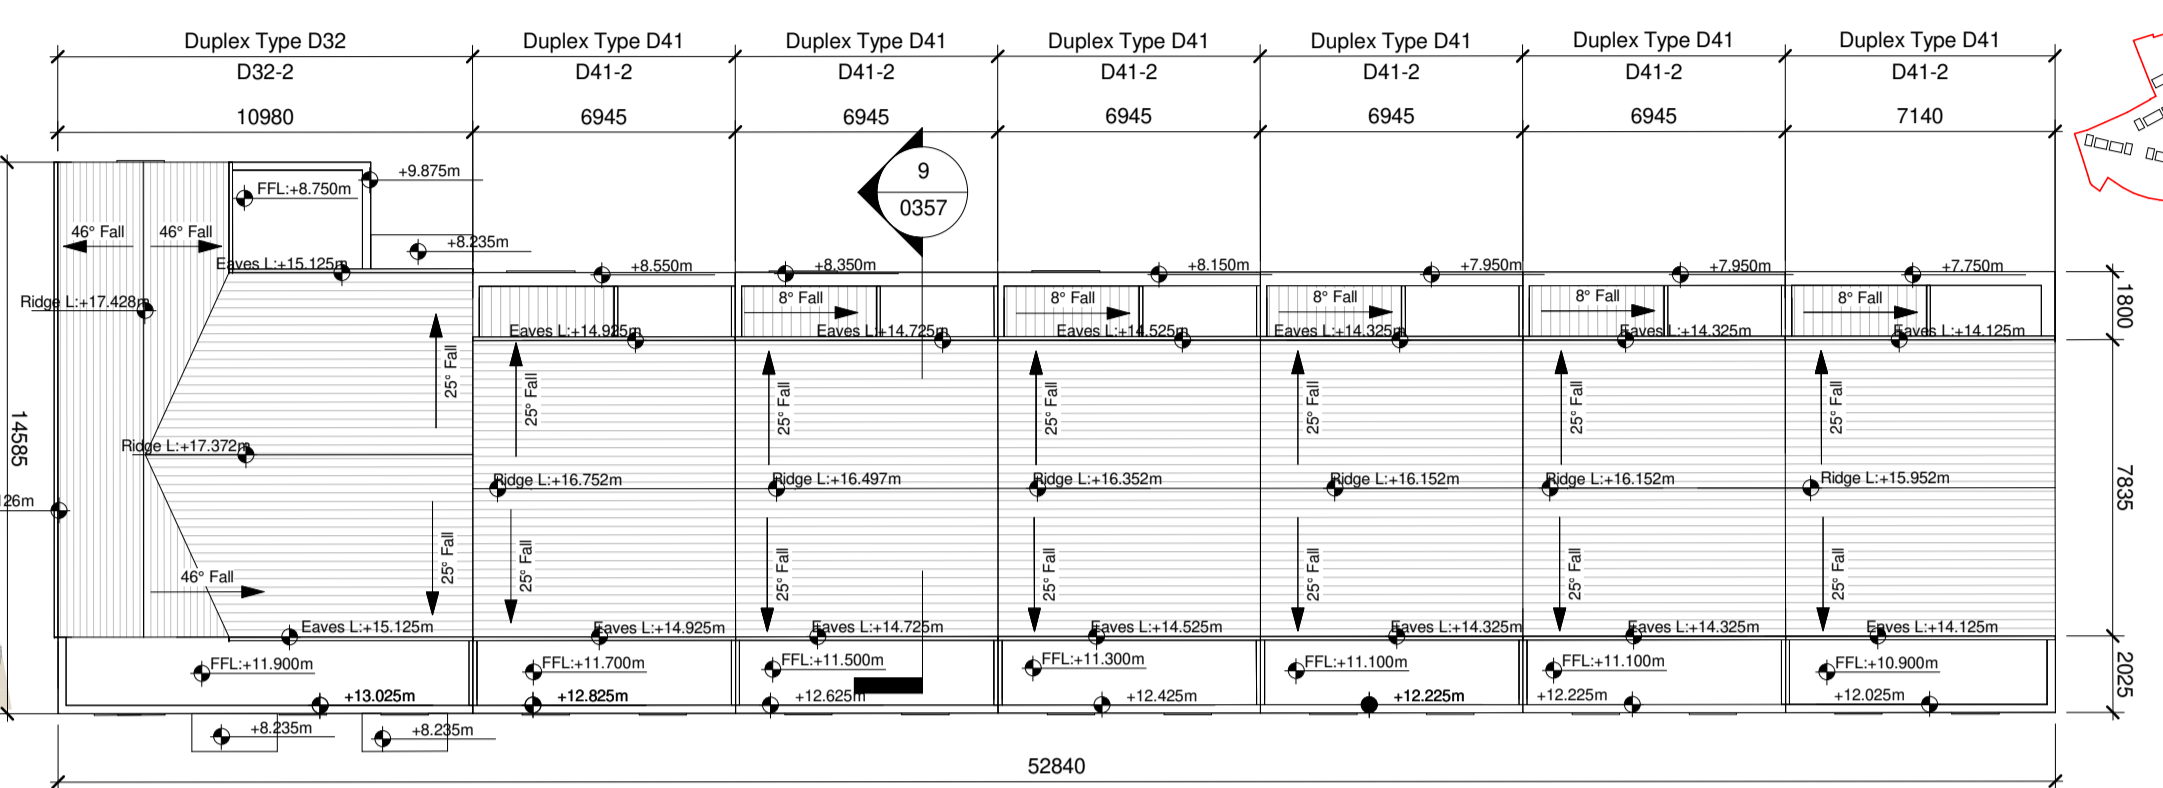 Duplex Type D32 Duplex Type D41 Duplex Type D41 Duplex Type D41 Duplex Type D41 Duplex Type D41 Duplex Type D41
D32-2 D41-2 D41-2 D41-2 D41-2 D41-2 D41-2
10980 6945 6945 6945 6945 6945 7140
9
0357
+9.875m
FFL:+8.750m
46° Fall 46° Fall
+8.235m
Eaves L:+15.125m +8.550m +8.350m +8.150m +7.950m +7.950m +7.750m
Ridge L:+17.428m
8° Fall 8° Fall 8° Fall 8° Fall 8° Fall
1800
Eaves L:+14.925m Eaves L:+14.725m Eaves L:+14.525m Eaves L:+14.325m Eaves L:+14.325m Eaves L:+14.125m
25° Fall 25° Fall 25° Fall 25° Fall 25° Fall 25° Fall 25° Fall
14585
Ridge L:+17.372m
Ridge L:+16.752m Ridge L:+16.497m Ridge L:+16.352m Ridge L:+16.152m Ridge L:+16.152m Ridge L:+15.952m
7835
126m
25° Fall 25° Fall 25° Fall 25° Fall 25° Fall 25° Fall 25° Fall
46° Fall
Eaves L:+15.125m Eaves L:+14.925m Eaves L:+14.725m Eaves L:+14.525m Eaves L:+14.325m Eaves L:+14.325m Eaves L:+14.125m
FFL:+11.900m FFL:+11.700m FFL:+11.500m FFL:+11.300m FFL:+11.100m FFL:+11.100m FFL:+10.900m
2025
+13.025m +12.825m +12.625m +12.425m +12.225m +12.225m +12.025m
+8.235m +8.235m
52840